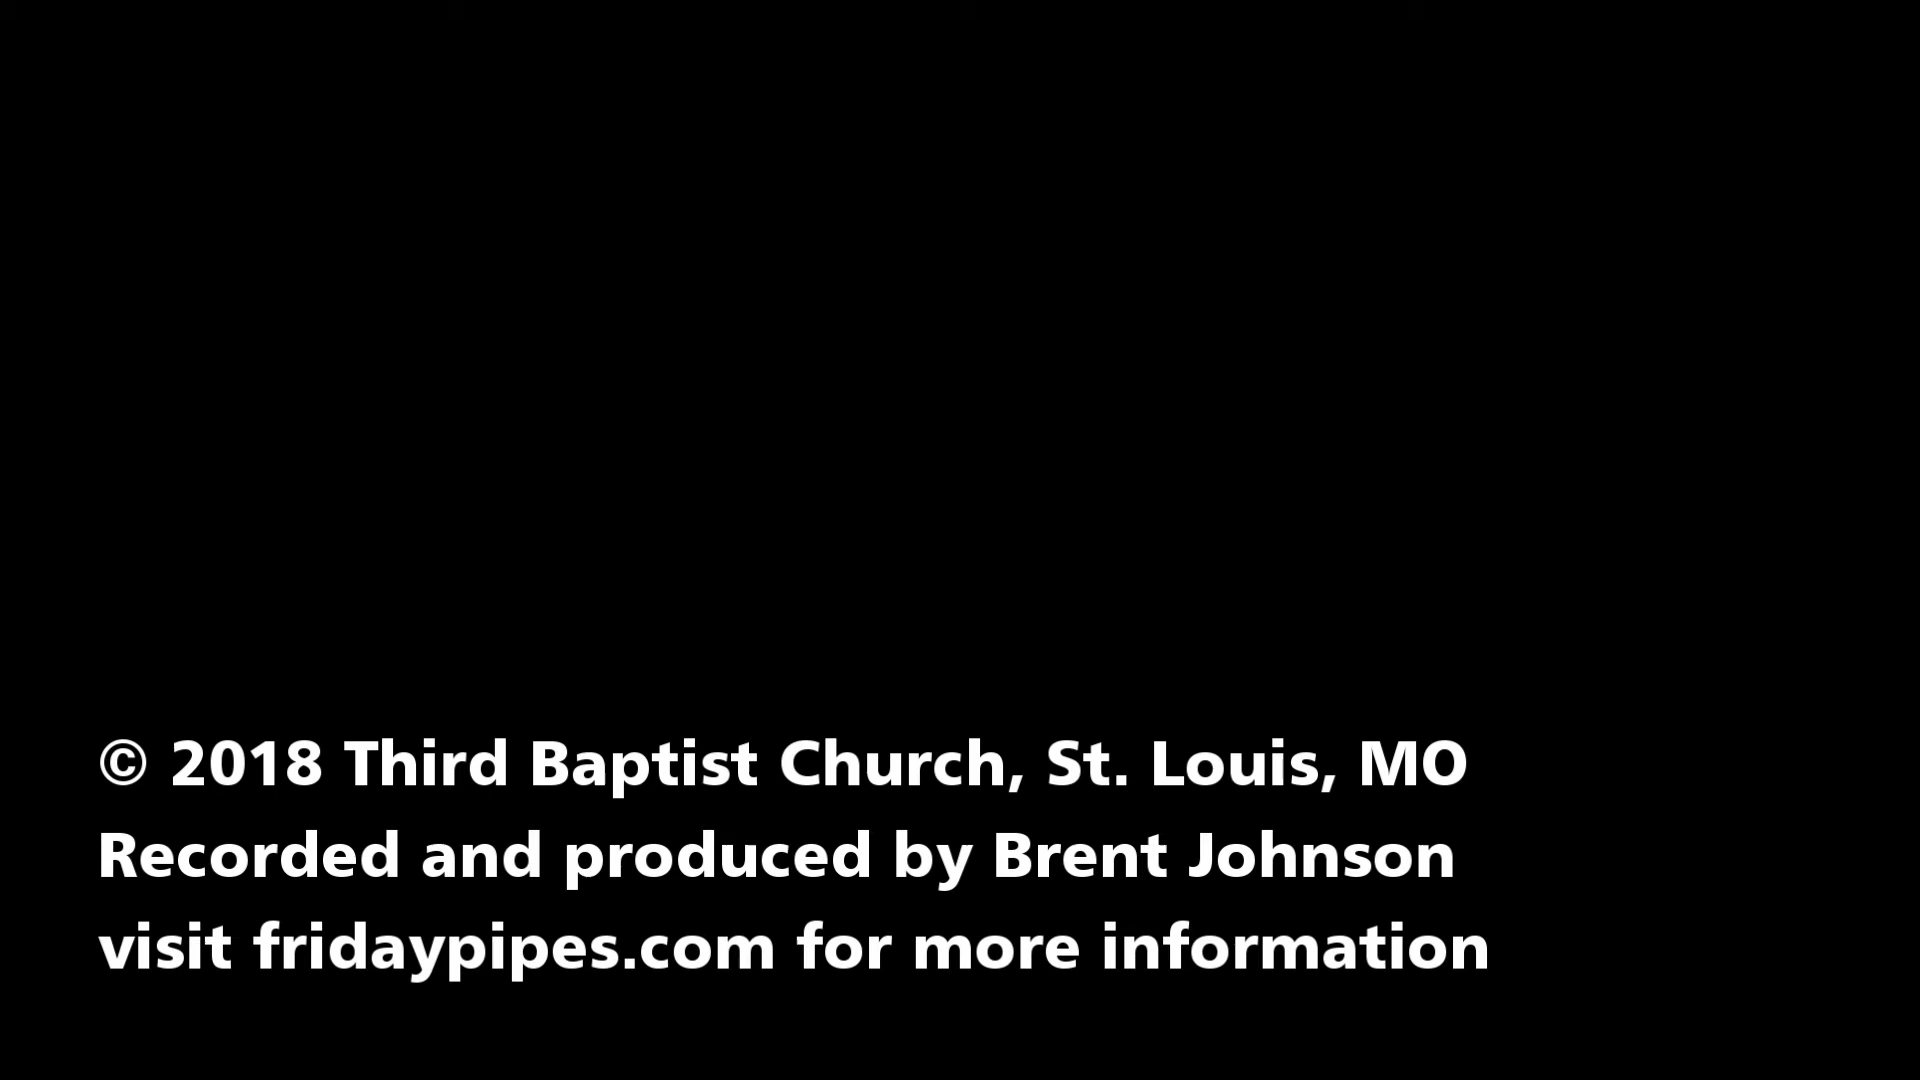 © 2018 Third Baptist Church, St. Louis, MO
Recorded and produced by Brent Johnson
visit fridaypipes.com for more information